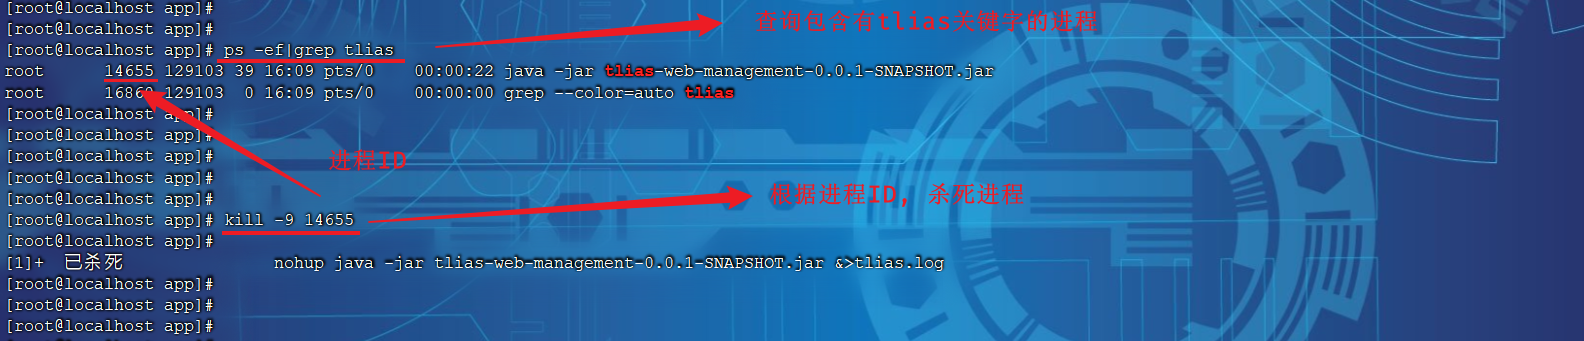 [root@localhost app]#
[root@localhost app]#
[root@localhost app]# ps -ef|grep tlias
查询包含有tlias关键字的进程
root 14655 129103 39 16:09 pts/0 00:00:22 java -jar tlias-web-management-0.0.1-SNAPSHOT.jar
root 16860 129103 0 16:09 pts/0 00:00:00 grep --color=auto tlias
[root@localhost app]#
[root@localhost app]#
[root@localhost app]#
进程ID
[root@localhost app]#
[root@localhost app]#
根据进程ID, 杀死进程
[root@localhost app]# kill -9 14655
[root@localhost app]#
[1]+ 已杀死 nohup java -jar tlias-web-management-0.0.1-SNAPSHOT.jar &>tlias.log
[root@localhost app]#
[root@localhost app]#
[root@localhost app]#